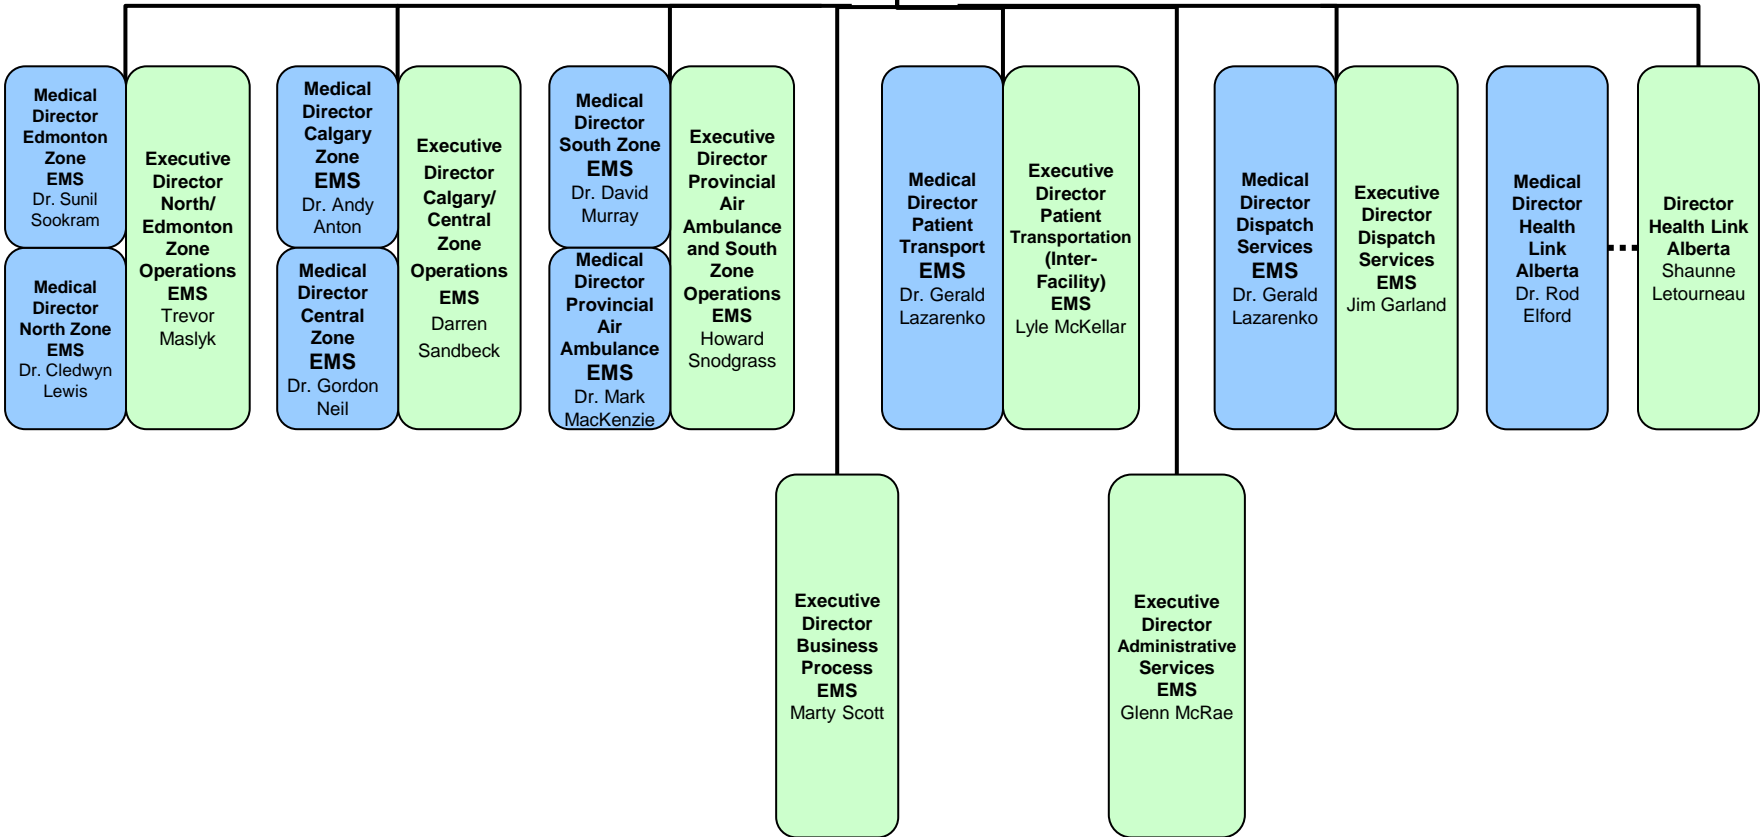 Medical
Director
Edmonton
Zone
EMS
Dr. Sunil
Sookram
Medical
Director
North Zone
EMS
Dr. Cledwyn
Lewis
Executive
Director
North/
Edmonton
Zone
Operations
EMS
Trevor
Maslyk
Medical
Director
Calgary
Zone
EMS
Dr. Andy
Anton
Medical
Director
Central
Zone
EMS
Dr. Gordon
Neil
Executive
Director
Calgary/
Central
Zone
Operations
EMS
Darren
Sandbeck
Medical
Director
South Zone
EMS
Dr. David
Murray
Medical
Director
Provincial
Air
Ambulance
EMS
Dr. Mark
MacKenzie
Executive
Director
Provincial
Air
Ambulance
and South
Zone
Operations
EMS
Howard
Snodgrass
Medical
Director
Patient
Transport
EMS
Dr. Gerald
Lazarenko
Executive
Director
Patient
Transportation
(Inter-
Facility)
EMS
Lyle McKellar
Medical
Director
Dispatch
Services
EMS
Dr. Gerald
Lazarenko
Executive
Director
Dispatch
Services
EMS
Jim Garland
Medical
Director
Health
Link
Alberta
Dr. Rod
Elford
Director
Health Link
Alberta
Shaunne
Letourneau
Executive
Director
Business
Process
EMS
Marty Scott
Executive
Director
Administrative
Services
EMS
Glenn McRae